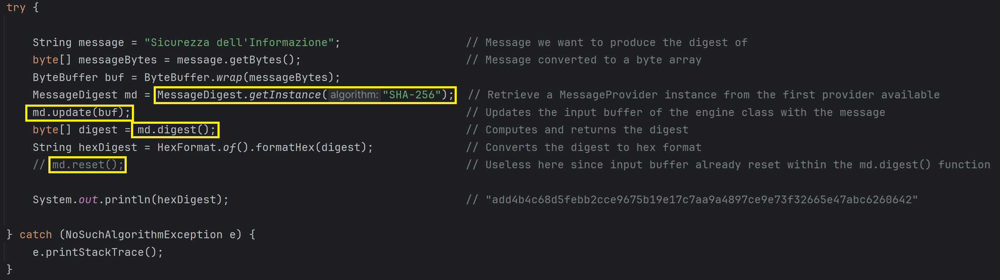 try {
String message = "Sicurezza dell'Informazione"; // Message we want to produce the digest of
byte[] messageBytes = message.getBytes(); // Message converted to a byte array
ByteBuffer buf = ByteBuffer.wrap(messageBytes);
MessageDigest md = MessageDigest.getInstance( algorithm: "SHA-256"); // Retrieve a MessageProvider instance from the first provider available
md.update(buf); // Updates the input buffer of the engine class with the message
byte[] digest = md.digest(); // Computes and returns the digest
String hexDigest = HexFormat.of().formatHex(digest); // Converts the digest to hex format
// md.reset(); // Useless here since input buffer already reset within the md.digest() function
System.out.println(hexDigest); // "add4b4c68d5febb2cce9675b19e17c7aa9a4897ce9e73f32665e47abc6260642"
} catch (NoSuchAlgorithmException e) {
e.printStackTrace();
}